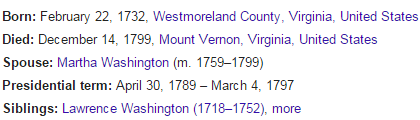 Born: February 22, 1732, Westmoreland County, Virginia, United States
Died: December 14, 1799, Mount Vernon, Virginia, United States
Spouse: Martha Washington (m. 1759–1799)
Presidential term: April 30, 1789 – March 4, 1797
Siblings: Lawrence Washington (1718–1752), more